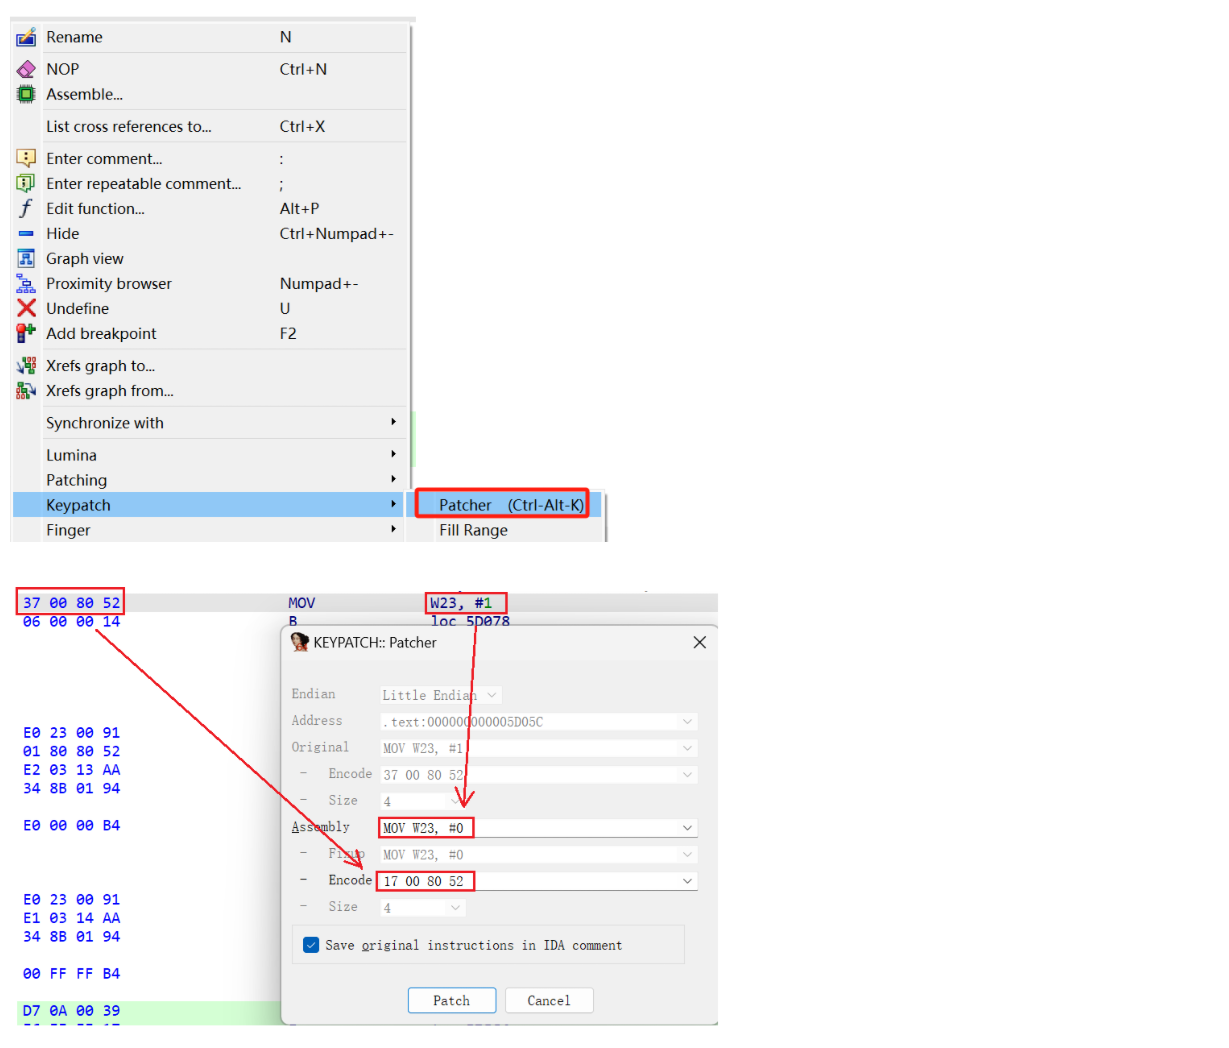 Rename N
NOP Ctrl+N
Assemble...
List cross references to... Ctrl+X
Enter comment... :
Enter repeatable comment... ;
Edit function... Alt+P
Hide Ctrl+Numpad+-
Graph view
Proximity browser Numpad+-
Undefine U
Add breakpoint F2
Xrefs graph to...
Xrefs graph from...
Synchronize with
Lumina
Patching
Keypatch Patcher (Ctrl-Alt-K)
Finger Fill Range
37 00 80 52 MOV W23, #1
06 00 00 14 B loc 5D078
KEYPATCH:: Patcher
Endian Little Endian
Address .text:000000000005D05C
Original MOV W23, #1
- Encode 37 00 80 52
- Size 4
Assembly MOV W23, #0
- Fixup MOV W23, #0
- Encode 17 00 80 52
- Size 4
Save original instructions in IDA comment
Patch Cancel
E0 23 00 91
01 80 80 52
E2 03 13 AA
34 8B 01 94
E0 00 00 B4
E0 23 00 91
E1 03 14 AA
34 8B 01 94
00 FF FF B4
D7 0A 00 39